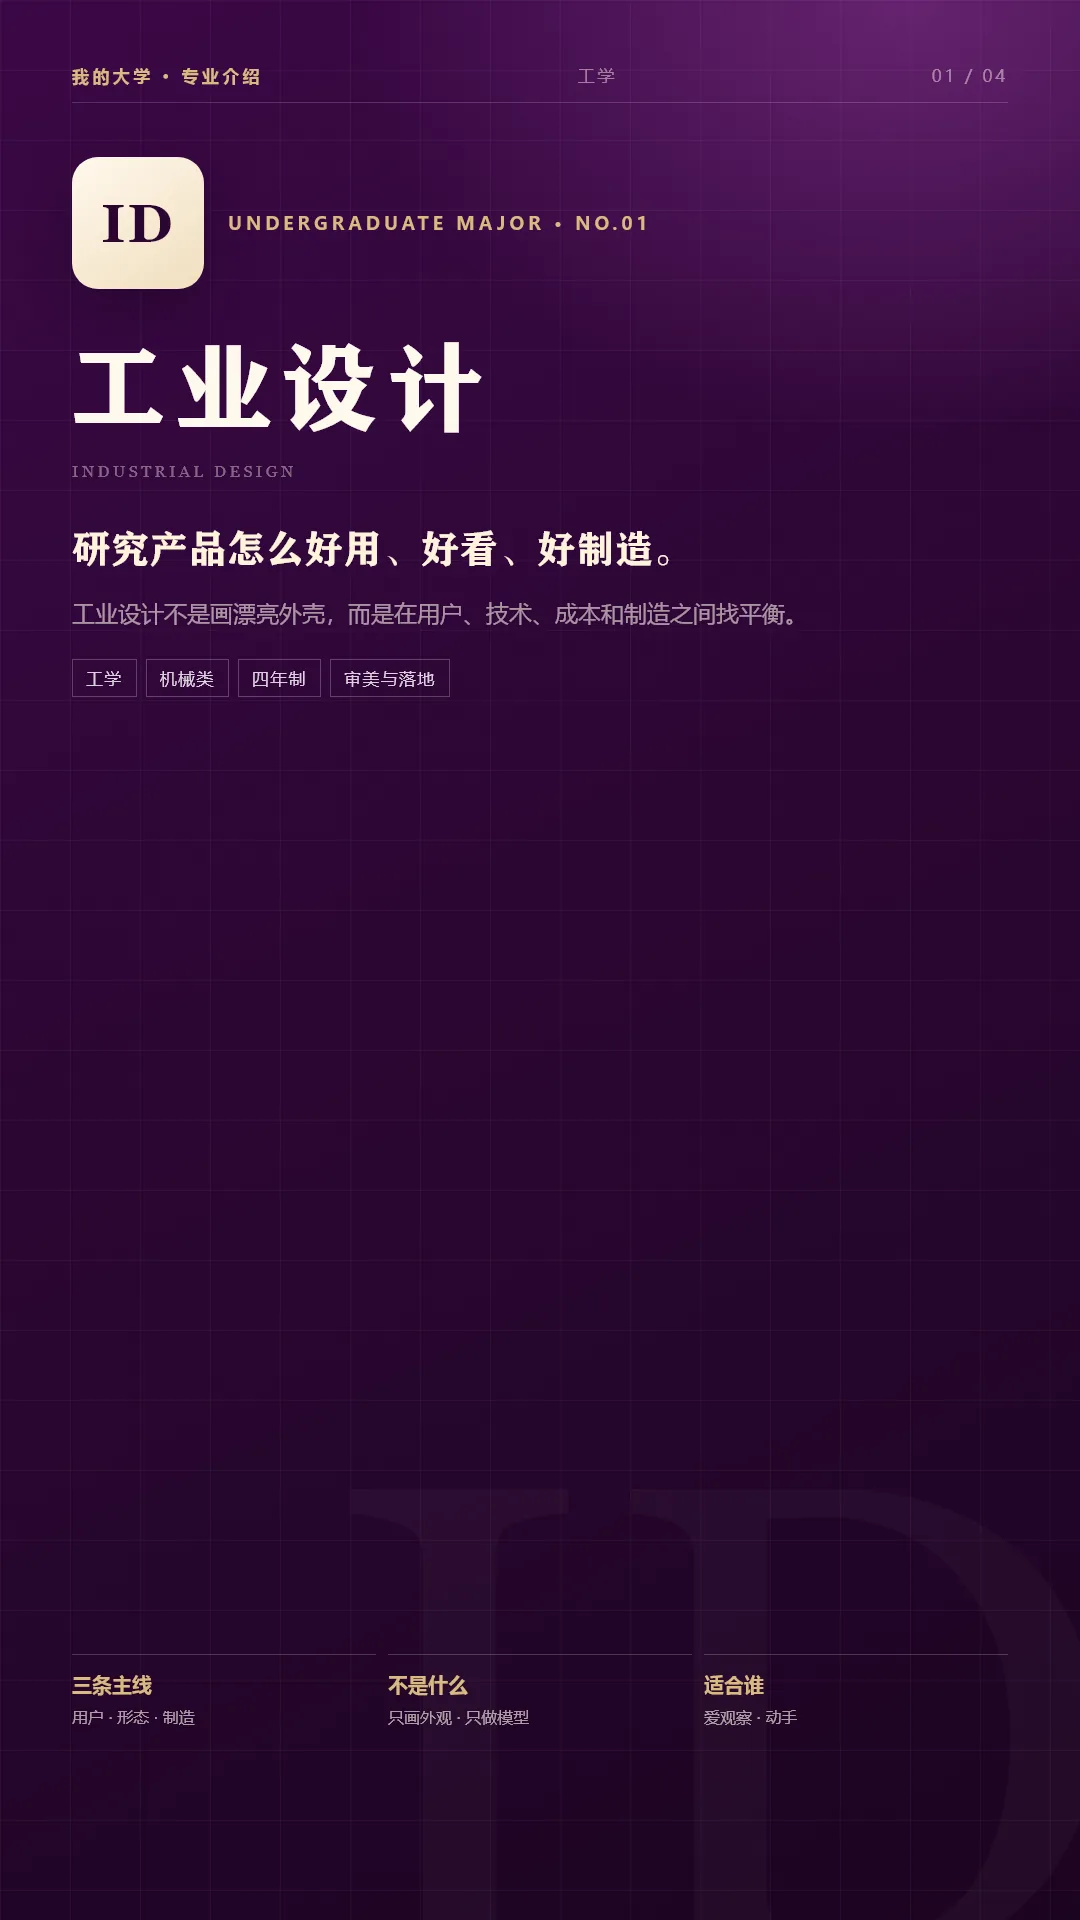 我的大学 · 专业介绍
工学
01 / 04
ID
UNDERGRADUATE MAJOR • NO.01
工业设计
INDUSTRIAL DESIGN
研究产品怎么好用、好看、好制造。
工业设计不是画漂亮外壳，而是在用户、技术、成本和制造之间找平衡。
工学
机械类
四年制
审美与落地
ID
三条主线
用户 · 形态 · 制造
不是什么
只画外观 · 只做模型
适合谁
爱观察 · 动手